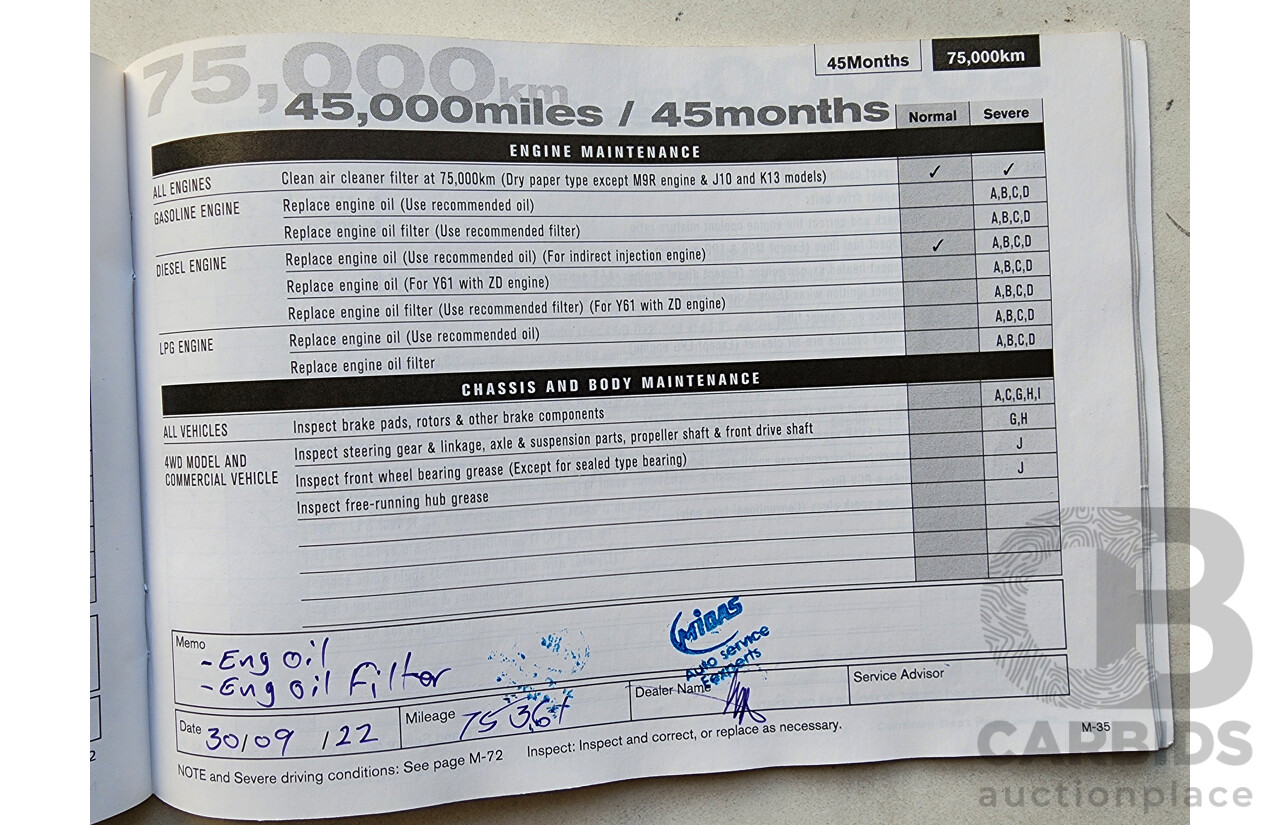 45Months 75,000km
75,000km
45,000miles / 45months
Normal Severe
ENGINE MAINTENANCE
ALL ENGINES Clean air cleaner filter at 75,000km (Dry paper type except M9R engine & J10 and K13 models) ✓ ✓
GASOLINE ENGINE Replace engine oil (Use recommended oil) A,B,C,D
Replace engine oil filter (Use recommended filter) A,B,C,D
DIESEL ENGINE Replace engine oil (Use recommended oil) (For indirect injection engine) ✓ A,B,C,D
Replace engine oil (For Y61 with ZD engine) A,B,C,D
Replace engine oil filter (Use recommended filter) (For Y61 with ZD engine) A,B,C,D
LPG ENGINE Replace engine oil (Use recommended oil) A,B,C,D
Replace engine oil filter A,B,C,D
CHASSIS AND BODY MAINTENANCE
ALL VEHICLES Inspect brake pads, rotors & other brake components A,C,G,H,I
4WD MODEL AND COMMERCIAL VEHICLE Inspect steering gear & linkage, axle & suspension parts, propeller shaft & front drive shaft G,H
Inspect front wheel bearing grease (Except for sealed type bearing) J
Inspect free-running hub grease J
Memo
- Eng oil
- Eng oil Filter
MIDAS
Auto service
Experts
Date 30/09/22 Mileage Dealer Name Service Advisor
NOTE and Severe driving conditions: See page M-72 Inspect: Inspect and correct, or replace as necessary. M-35
CB
CARBIDS
auctionplace